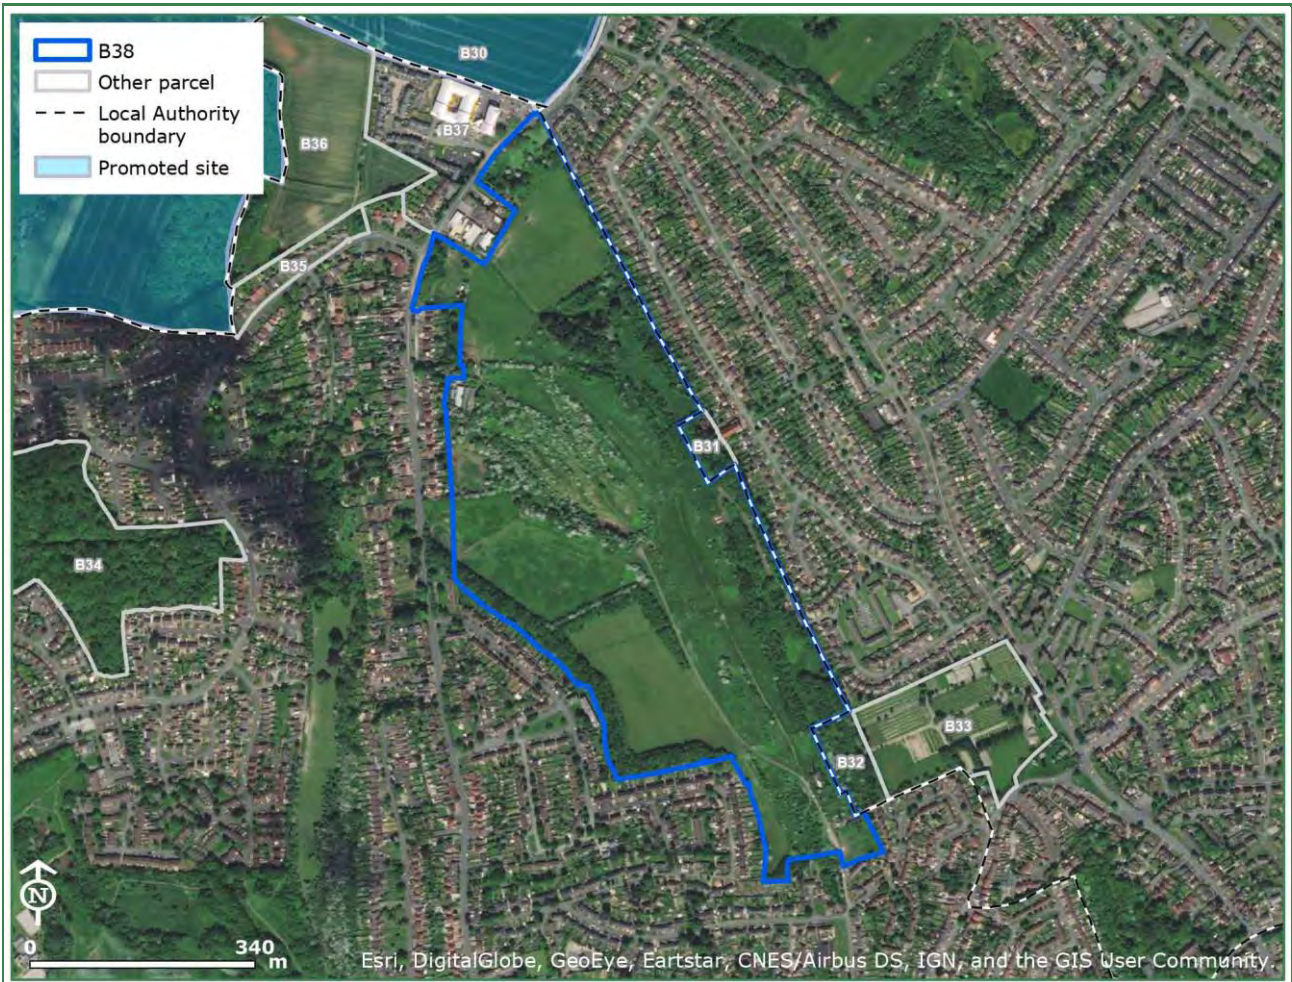 B38
Other parcel
Local Authority
boundary
Promoted site
B30
B37
B36
B35
B31
B34
B33
B32
N
0 340
m
Esri, DigitalGlobe, GeoEye, Eartstar, CNES/Airbus DS, IGN, and the GIS User Community.